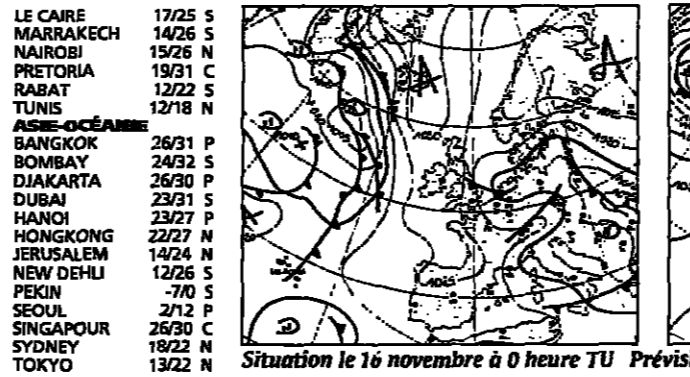 LE CAIRE 17/25 S
MARRAKECH 14/26 S
NAIROBI 15/26 N
PRETORIA 19/31 C
RABAT 12/22 S
TUNIS 12/18 N
ASIE-OCÉANIE
BANGKOK 26/31 P
BOMBAY 24/32 S
DJAKARTA 26/30 P
DUBAI 23/31 S
HANOI 23/27 P
HONGKONG 22/27 N
JERUSALEM 14/24 N
NEW DEHLI 12/26 S
PEKIN -7/0 S
SEOUL 2/12 P
SINGAPOUR 26/30 C
SYDNEY 18/22 N
TOKYO 13/22 N
A A
D
1025
D
Situation le 16 novembre à 0 heure TU Prévis